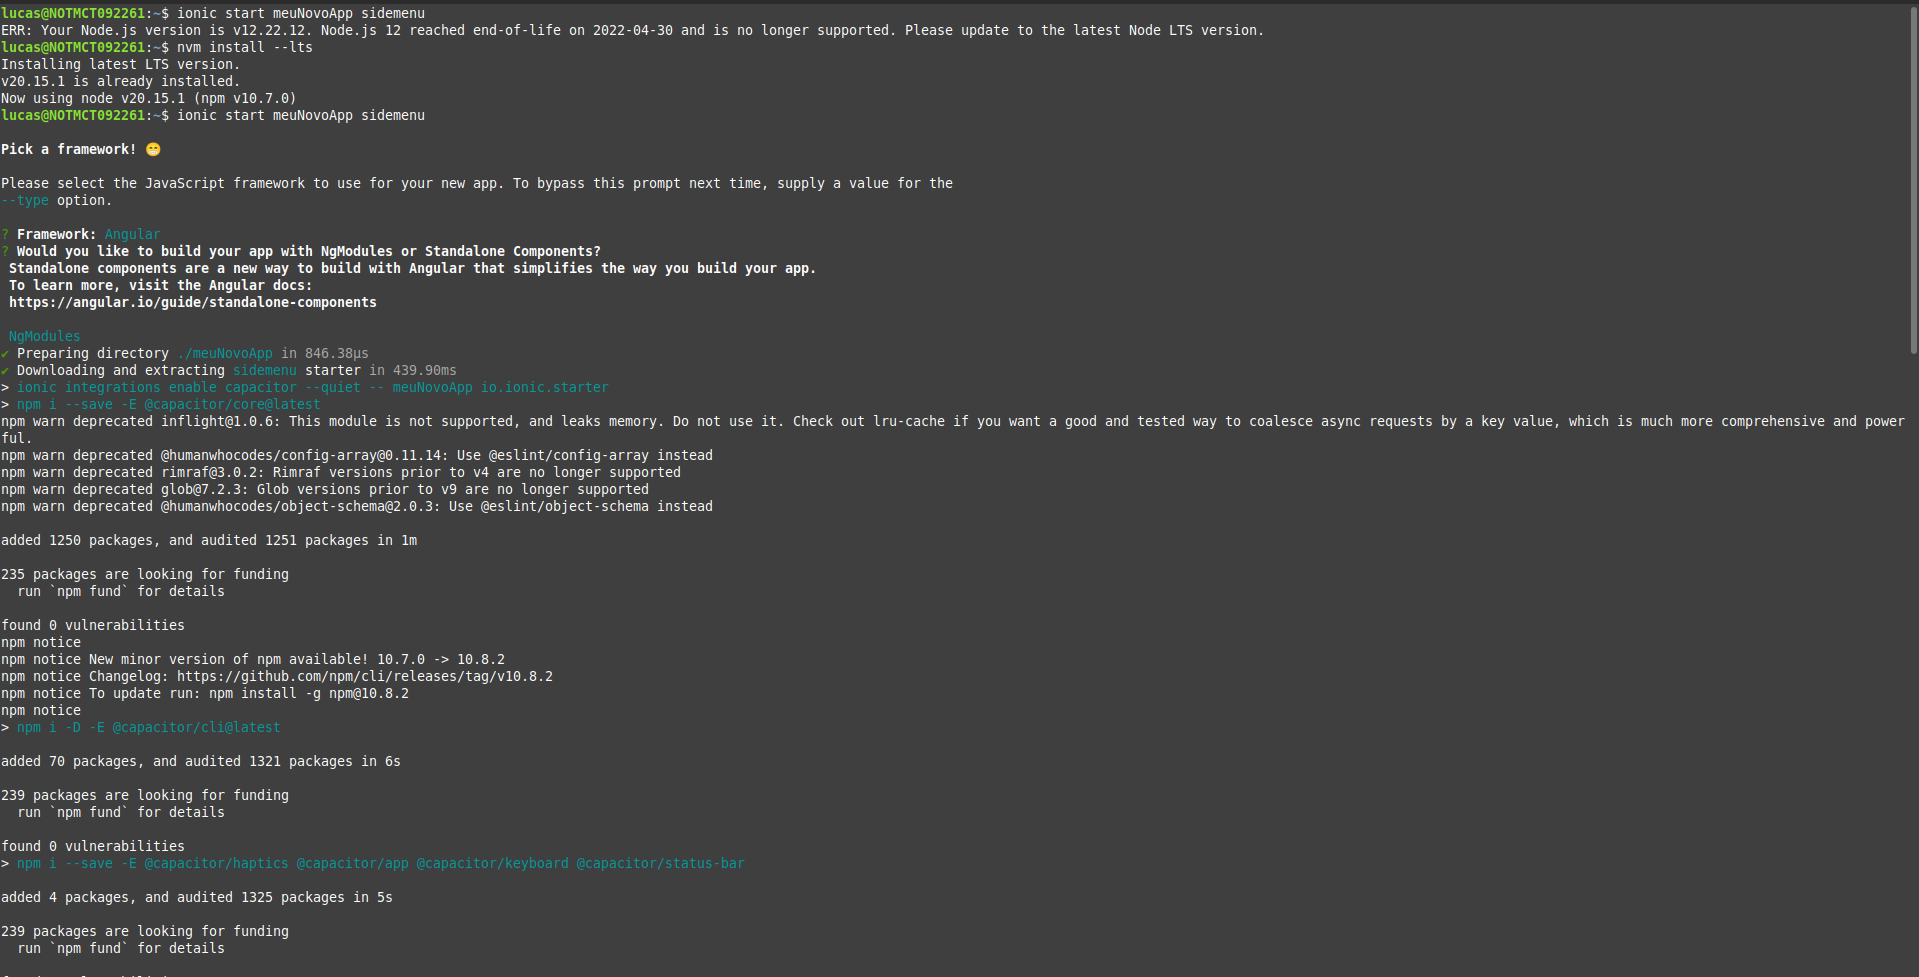 lucas@NOTMCT092261:~$ ionic start meuNovoApp sidemenu
ERR: Your Node.js version is v12.22.12. Node.js 12 reached end-of-life on 2022-04-30 and is no longer supported. Please update to the latest Node LTS version.
lucas@NOTMCT092261:~$ nvm install --lts
Installing latest LTS version.
v20.15.1 is already installed.
Now using node v20.15.1 (npm v10.7.0)
lucas@NOTMCT092261:~$ ionic start meuNovoApp sidemenu
Pick a framework! 😁
Please select the JavaScript framework to use for your new app. To bypass this prompt next time, supply a value for the
--type option.
? Framework: Angular
? Would you like to build your app with NgModules or Standalone Components?
Standalone components are a new way to build with Angular that simplifies the way you build your app.
To learn more, visit the Angular docs:
https://angular.io/guide/standalone-components
NgModules
✔ Preparing directory ./meuNovoApp in 846.38μs
✔ Downloading and extracting sidemenu starter in 439.90ms
> ionic integrations enable capacitor --quiet -- meuNovoApp io.ionic.starter
> npm i --save -E @capacitor/core@latest
npm warn deprecated inflight@1.0.6: This module is not supported, and leaks memory. Do not use it. Check out lru-cache if you want a good and tested way to coalesce async requests by a key value, which is much more comprehensive and power
ful.
npm warn deprecated @humanwhocodes/config-array@0.11.14: Use @eslint/config-array instead
npm warn deprecated rimraf@3.0.2: Rimraf versions prior to v4 are no longer supported
npm warn deprecated glob@7.2.3: Glob versions prior to v9 are no longer supported
npm warn deprecated @humanwhocodes/object-schema@2.0.3: Use @eslint/object-schema instead
added 1250 packages, and audited 1251 packages in 1m
235 packages are looking for funding
run `npm fund` for details
found 0 vulnerabilities
npm notice
npm notice New minor version of npm available! 10.7.0 -> 10.8.2
npm notice Changelog: https://github.com/npm/cli/releases/tag/v10.8.2
npm notice To update run: npm install -g npm@10.8.2
npm notice
> npm i -D -E @capacitor/cli@latest
added 70 packages, and audited 1321 packages in 6s
239 packages are looking for funding
run `npm fund` for details
found 0 vulnerabilities
> npm i --save -E @capacitor/haptics @capacitor/app @capacitor/keyboard @capacitor/status-bar
added 4 packages, and audited 1325 packages in 5s
239 packages are looking for funding
run `npm fund` for details